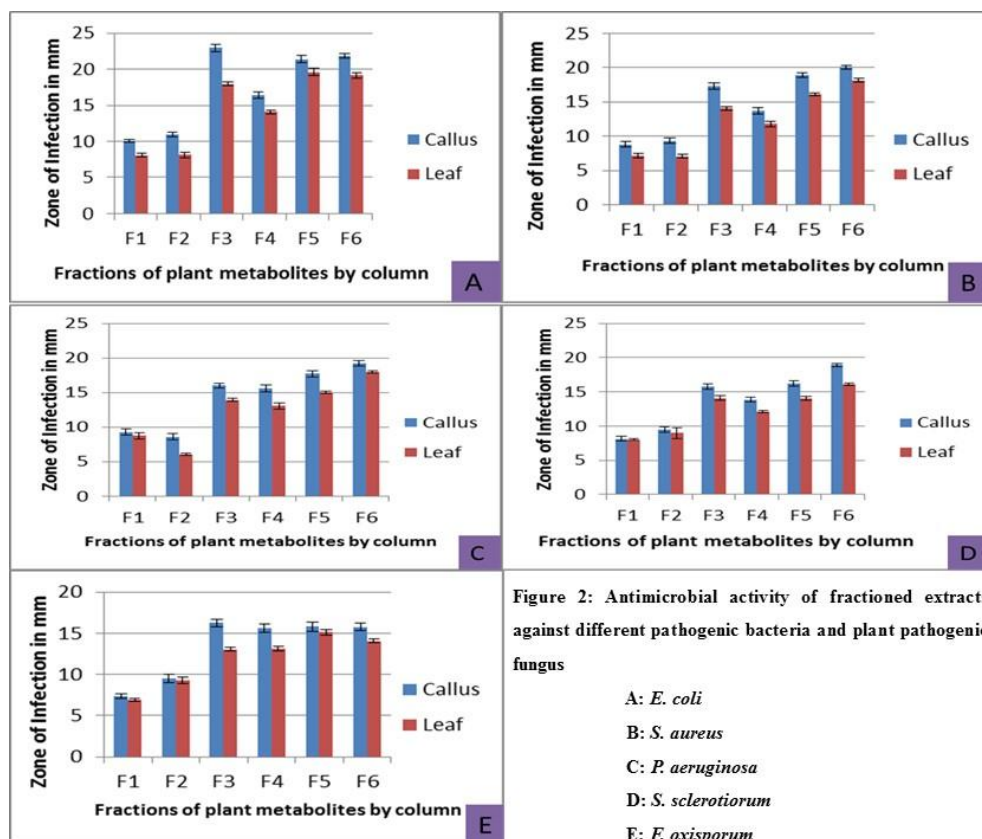 25
20
15
10
5
0
Zone of Infection in mm
F1 F2 F3 F4 F5 F6
Callus
Leaf
Fractions of plant metabolites by column
A
25
20
15
10
5
0
Zone of Infection in mm
F1 F2 F3 F4 F5 F6
Callus
Leaf
Fractions of plant metabolites by column
B
25
20
15
10
5
0
Zone of Infection in mm
F1 F2 F3 F4 F5 F6
Callus
Leaf
Fractions of plant metabolites by column
C
25
20
15
10
5
0
Zone of Infection in mm
F1 F2 F3 F4 F5 F6
Callus
Leaf
Fractions of plant metabolites by column
D
20
15
10
5
0
Zone of Infection in mm
F1 F2 F3 F4 F5 F6
Callus
Leaf
Fractions of plant metabolites by column
E
Figure 2: Antimicrobial activity of fractioned extract
against different pathogenic bacteria and plant pathogenic
fungus
A: E. coli
B: S. aureus
C: P. aeruginosa
D: S. sclerotiorum
E: F. oxisporum